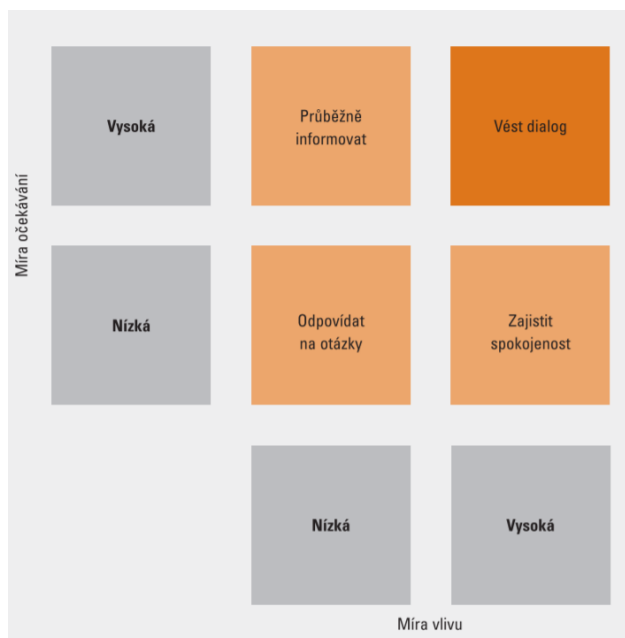 Míra očekávání
Vysoká
Průběžně
informovat
Vést dialog
Nízká
Odpovídat
na otázky
Zajistit
spokojenost
Nízká
Vysoká
Míra vlivu